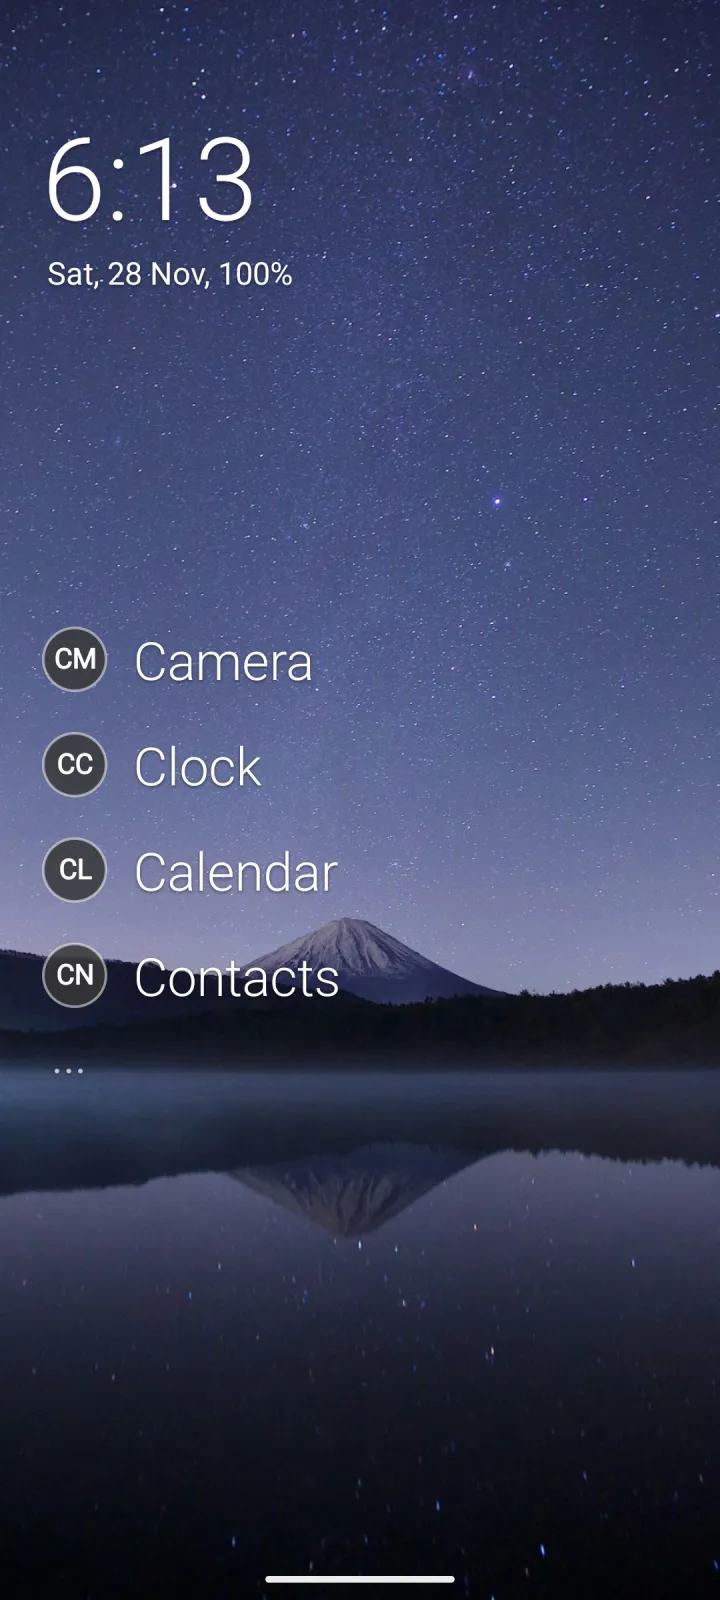 6:13
Sat, 28 Nov, 100%
CM Camera
CC Clock
CL Calendar
CN Contacts
...